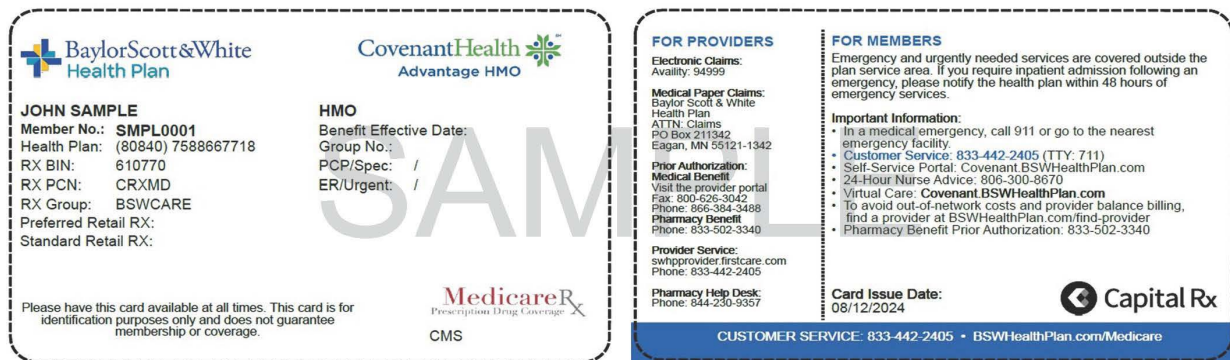 BaylorScott&White
Health Plan
CovenantHealth
Advantage HMO
JOHN SAMPLE
Member No.: SMPL0001
Health Plan: (80840) 7588667718
RX BIN: 610770
RX PCN: CRXMD
RX Group: BSWCARE
Preferred Retail RX:
Standard Retail RX:
HMO
Benefit Effective Date:
Group No.:
PCP/Spec: /
ER/Urgent: /
Please have this card available at all times. This card is for
identification purposes only and does not guarantee
membership or coverage.
MedicareRx
Prescription Drug Coverage
CMS
SAMPLE
FOR PROVIDERS
Electronic Claims:
Availity: 94999
Medical Paper Claims:
Baylor Scott & White
Health Plan
ATTN: Claims
PO Box 211342
Eagan, MN 55121-1342
Prior Authorization:
Medical Benefit
Visit the provider portal
Fax: 800-626-3042
Phone: 866-384-3488
Pharmacy Benefit
Phone: 833-502-3340
Provider Service:
swhpprovider.firstcare.com
Phone: 833-442-2405
Pharmacy Help Desk:
Phone: 844-230-9357
FOR MEMBERS
Emergency and urgently needed services are covered outside the
plan service area. If you require inpatient admission following an
emergency, please notify the health plan within 48 hours of
emergency services.
Important Information:
• In a medical emergency, call 911 or go to the nearest
emergency facility.
• Customer Service: 833-442-2405 (TTY: 711)
• Self-Service Portal: Covenant.BSWHealthPlan.com
• 24-Hour Nurse Advice: 806-300-8670
• Virtual Care: Covenant.BSWHealthPlan.com
• To avoid out-of-network costs and provider balance billing,
find a provider at BSWHealthPlan.com/find-provider
• Pharmacy Benefit Prior Authorization: 833-502-3340
Card Issue Date:
08/12/2024
Capital Rx
CUSTOMER SERVICE: 833-442-2405 • BSWHealthPlan.com/Medicare